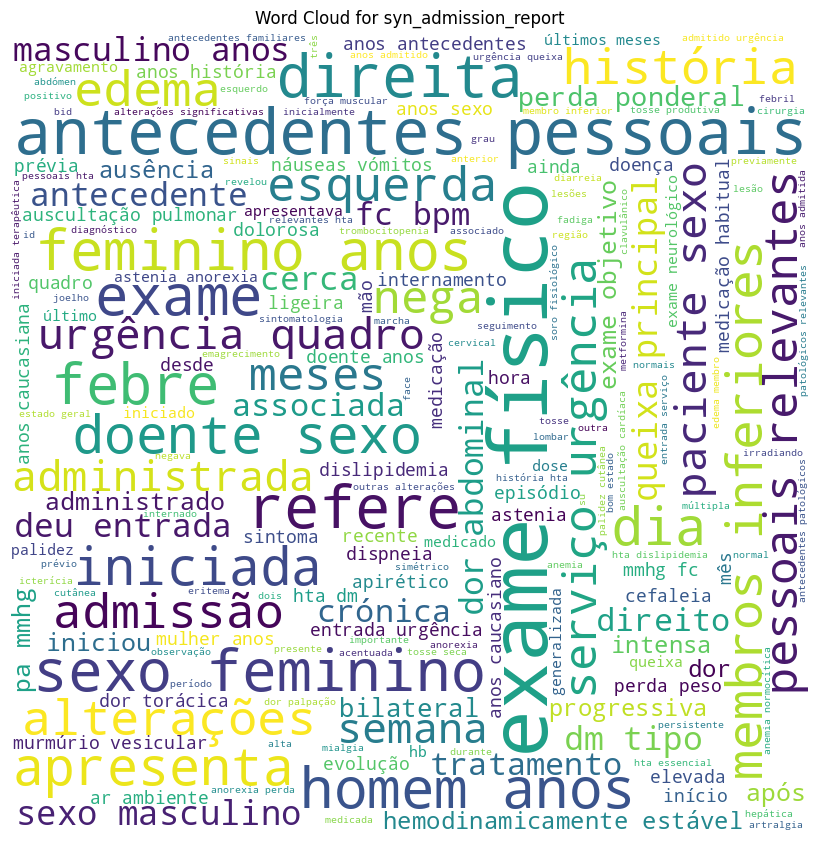 Word Cloud for syn_admission_report
antecedentes familiares
anos antecedentes
últimos meses
admitido urgência
masculino anos
três
anos admitido
urgência queixa
agravamento
anos história
direita
história
abdómen
edema
esquerdo
perda ponderal
febril
positivo
força muscular
anos sexo
membro inferior
tosse produtiva
cirurgia
bid
alterações significativas
inicialmente
antecedentes pessoais
grau
prévia
ausência
sinais
náuseas vómitos
anterior
ainda
doença
previamente
pessoais hta
revelou
esquerda
diarreia
lesão
antecedente
lesões
auscultação pulmonar
apresentava
relevantes hta
fc bpm
fadiga
clavulânico
exame neurológico
medicação habitual
anos admitida
iniciada terapêutica
id
diagnóstico
dolorosa
trombocitopenia
associado
região
feminino anos
exame físico
soro fisiológico
exame objetivo
queixa principal
paciente sexo
membros inferiores
pessoais relevantes
patológicos relevantes
quadro
astenia anorexia
cerca
internamento
joelho
exame
ligeira
mão
nega
último
sintomatologia
marcha
seguimento
urgência quadro
cervical
metformina
normais
edema membro
anos caucasiana
desde
emagrecimento
doente anos
medicação
tosse
febre
meses
face
hora
lombar
outra
entrada serviço
irradiando
estado geral
iniciado
associada
doente sexo
negava
dor abdominal
serviço urgência
auscultação cardíaca
história hta
bom estado
palidez cutânea
su
múltipla
antecedentes patológicos
administrada
dislipidemia
dose
internado
outras alterações
episódio
hta dislipidemia
normal
administrado
refere
astenia
dia
deu entrada
sintoma
recente
palidez
dispneia
medicado
anemia
mês
icterícia
prévio
iniciada
simétrico
apirético
mmhg fc
cutânea
eritema
dois
hta dm
cefaleia
admissão
crónica
direito
pa mmhg
iniciou
mulher anos
entrada urgência
anos caucasiano
generalizada
intensa
observação
importante
anorexia
presente
acentuada
tosse seca
queixa
dor
sexo feminino
período
perda peso
anemia normocítica
dor torácica
dor palpação
alterações
bilateral
progressiva
persistente
murmúrio vesicular
alta
mialgia
hb
semana
durante
dm tipo
evolução
tratamento
hta essencial
elevada
apresenta
ar ambiente
anorexia perda
homem anos
início
após
hepática
sexo masculino
medicada
hemodinamicamente estável
artralgia